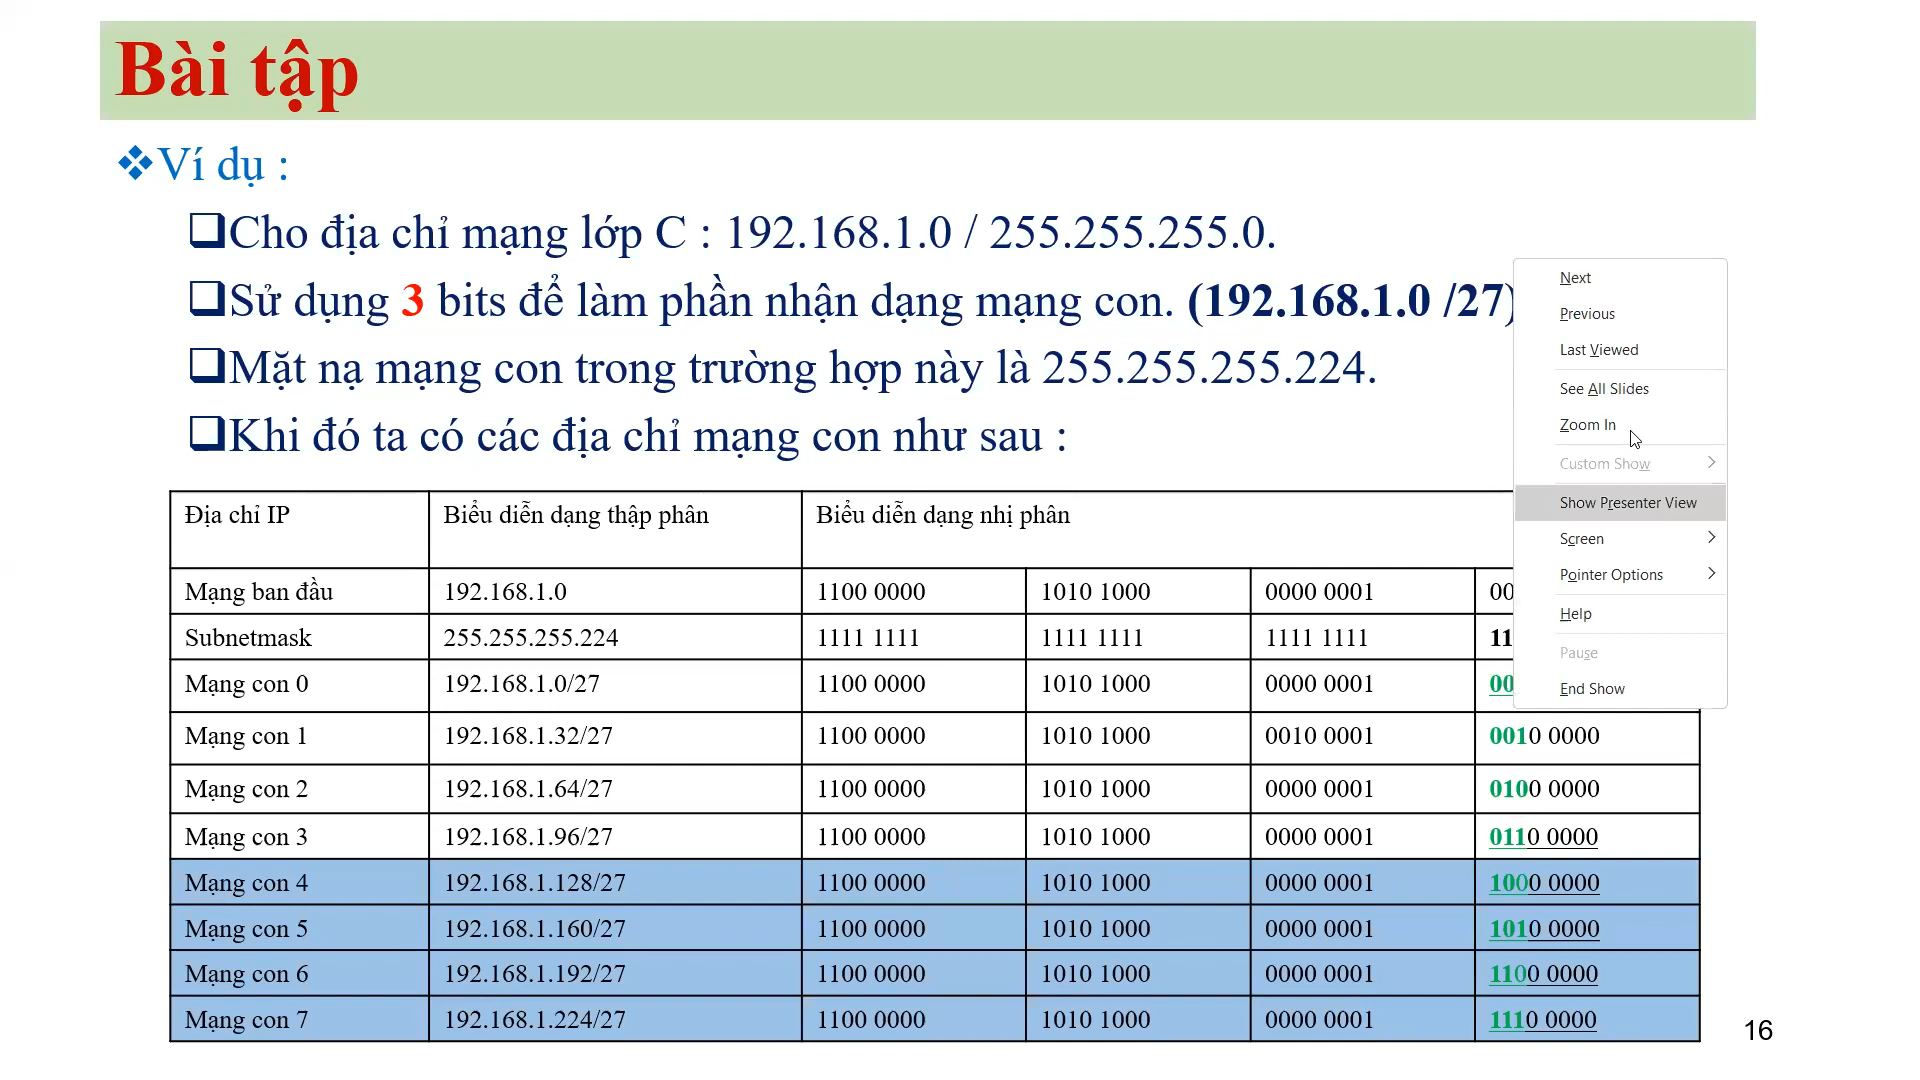 Bài tập
Ví dụ :
Cho địa chỉ mạng lớp C : 192.168.1.0 / 255.255.255.0.
Sử dụng 3 bits để làm phần nhận dạng mạng con. (192.168.1.0 /27)
Mặt nạ mạng con trong trường hợp này là 255.255.255.224.
Khi đó ta có các địa chỉ mạng con như sau :
Địa chỉ IP Biểu diễn dạng thập phân Biểu diễn dạng nhị phân
Mạng ban đầu 192.168.1.0 1100 0000 1010 1000 0000 0001 00
Subnetmask 255.255.255.224 1111 1111 1111 1111 1111 1111 11
Mạng con 0 192.168.1.0/27 1100 0000 1010 1000 0000 0001 00
Mạng con 1 192.168.1.32/27 1100 0000 1010 1000 0010 0001 0010 0000
Mạng con 2 192.168.1.64/27 1100 0000 1010 1000 0000 0001 0100 0000
Mạng con 3 192.168.1.96/27 1100 0000 1010 1000 0000 0001 0110 0000
Mạng con 4 192.168.1.128/27 1100 0000 1010 1000 0000 0001 1000 0000
Mạng con 5 192.168.1.160/27 1100 0000 1010 1000 0000 0001 1010 0000
Mạng con 6 192.168.1.192/27 1100 0000 1010 1000 0000 0001 1100 0000
Mạng con 7 192.168.1.224/27 1100 0000 1010 1000 0000 0001 1110 0000
Next
Previous
Last Viewed
See All Slides
Zoom In
Custom Show
Show Presenter View
Screen
Pointer Options
Help
Pause
End Show
16